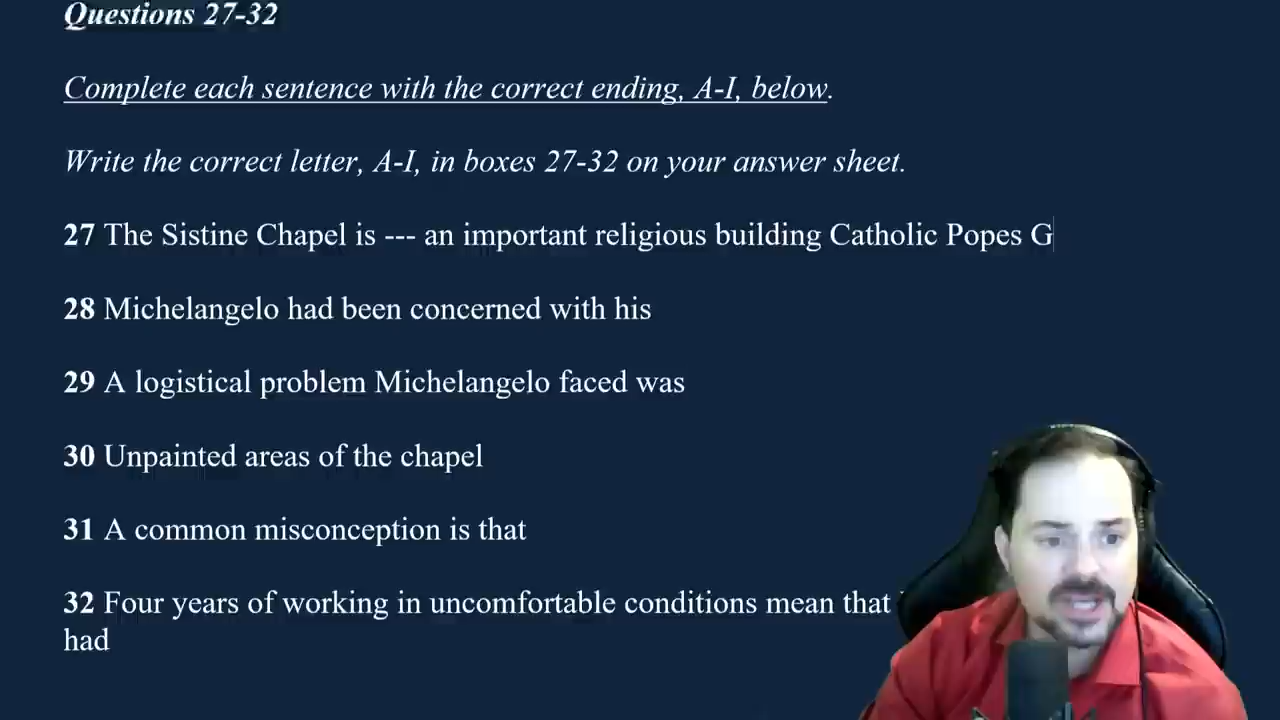 Questions 27-32
Complete each sentence with the correct ending, A-I, below.
Write the correct letter, A-I, in boxes 27-32 on your answer sheet.
27 The Sistine Chapel is --- an important religious building Catholic Popes G
28 Michelangelo had been concerned with his
29 A logistical problem Michelangelo faced was
30 Unpainted areas of the chapel
31 A common misconception is that
32 Four years of working in uncomfortable conditions mean that
had